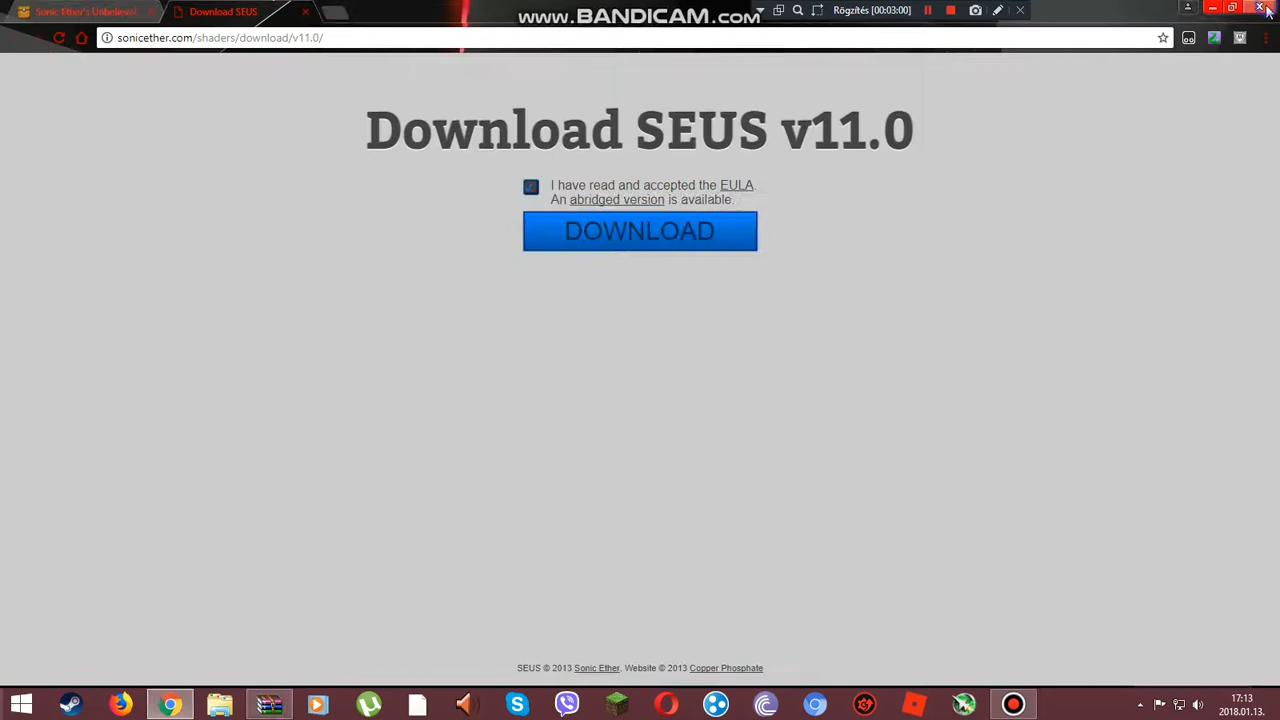 Sonic Ether's Unbelieval
Download SEUS
www.BANDICAM.com
Rögzítés [00:03:00]
sonicether.com/shaders/download/v11.0/
Download SEUS v11.0
I have read and accepted the EULA.
An abridged version is available.
DOWNLOAD
SEUS © 2013 Sonic Ether. Website © 2013 Copper Phosphate
17:13
2018.01.13.